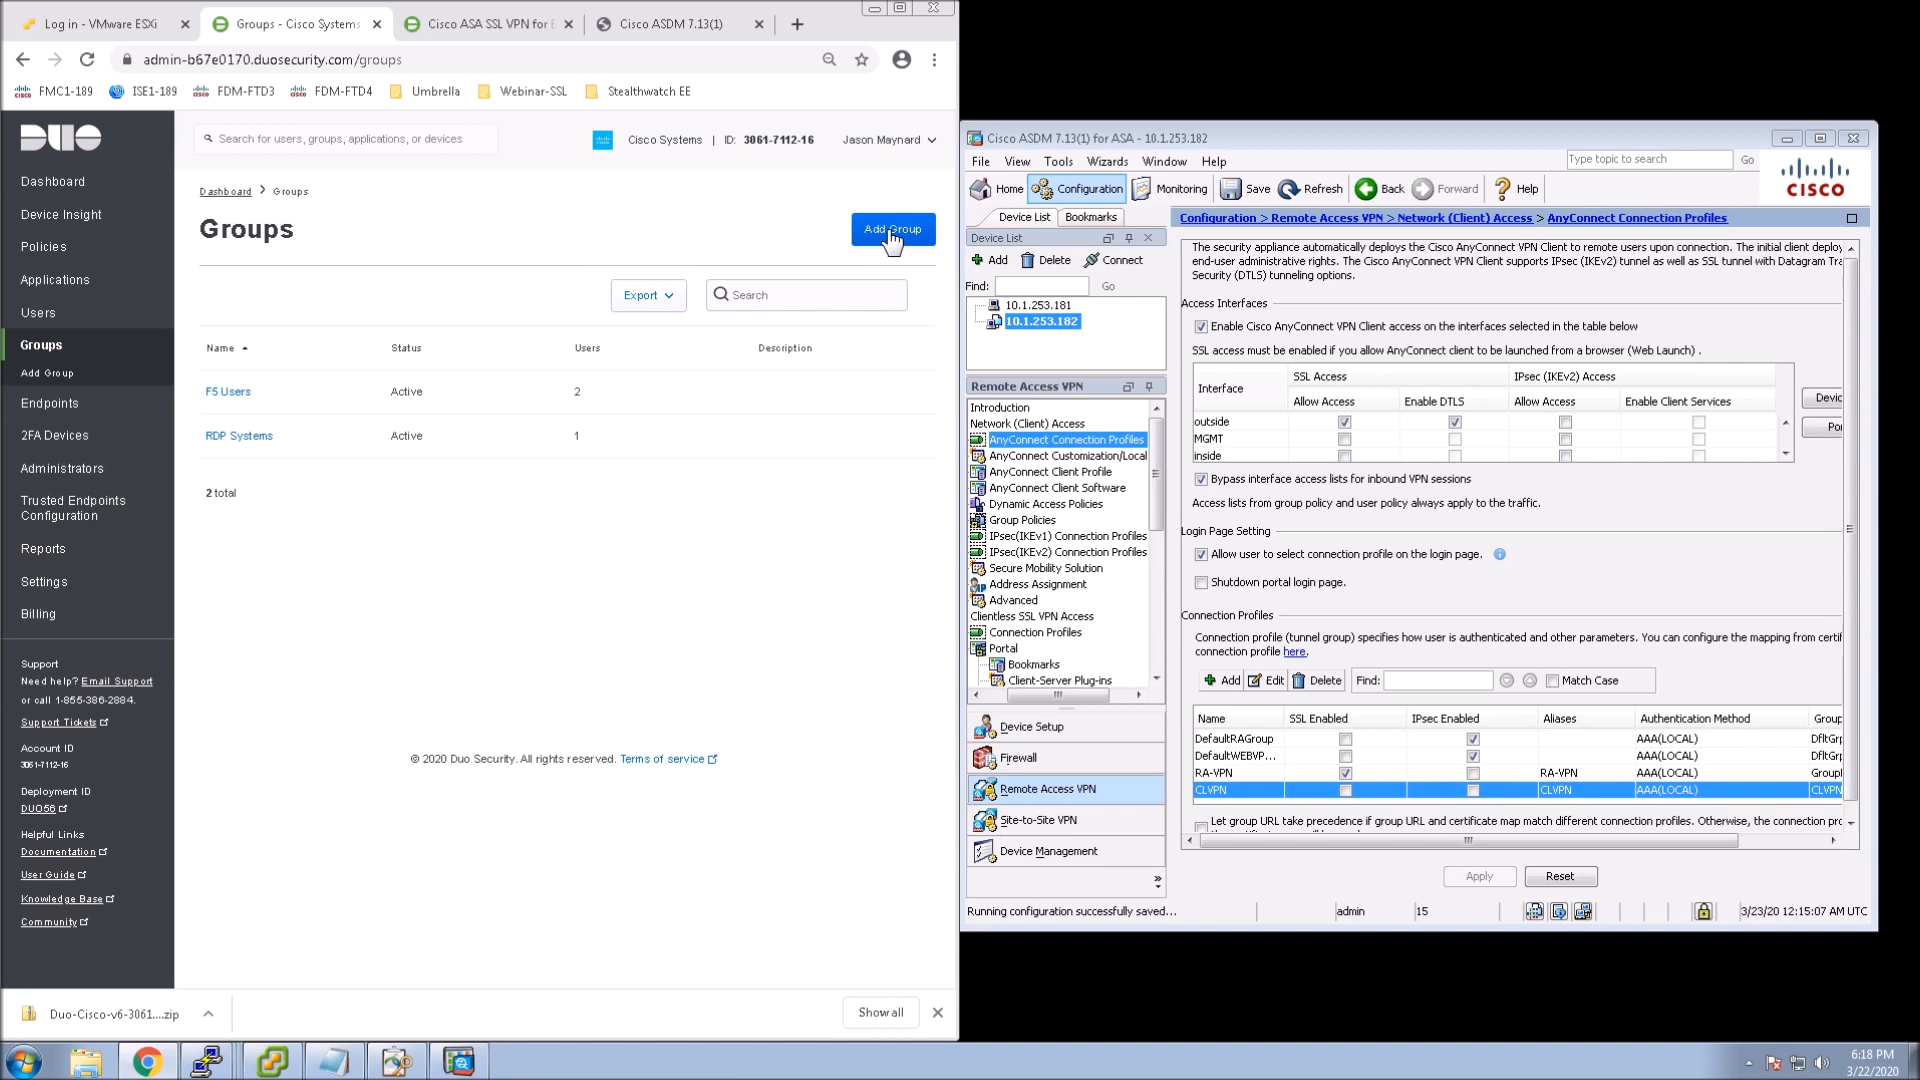 Log in - VMware ESXi
Groups - Cisco Systems
Cisco ASA SSL VPN for
Cisco ASDM 7.13(1)
admin-b67e0170.duosecurity.com/groups
FMC1-189
ISE1-189
FDM-FTD3
FDM-FTD4
Umbrella
Webinar-SSL
Stealthwatch EE
DUO
Search for users, groups, applications, or devices
Cisco Systems | ID: 3061-7112-16
Jason Maynard
Dashboard
Device Insight
Policies
Applications
Users
Groups
Add Group
Endpoints
2FA Devices
Administrators
Trusted Endpoints
Configuration
Reports
Settings
Billing
Support
Need help? Email Support
or call 1-855-386-2884.
Support Tickets
Account ID
3061-7112-16
Deployment ID
DUO56
Helpful Links
Documentation
User Guide
Knowledge Base
Community
Dashboard > Groups
Groups
Add Group
Export
Search
Name Status Users Description
F5 Users Active 2
RDP Systems Active 1
2 total
© 2020 Duo Security. All rights reserved. Terms of service
Duo-Cisco-v6-3061....zip
Show all
Cisco ASDM 7.13(1) for ASA - 10.1.253.182
File View Tools Wizards Window Help
Type topic to search
Go
Home Configuration Monitoring Save Refresh Back Forward Help
CISCO
Device List
Bookmarks
Device List
Add Delete Connect
Find:
Go
10.1.253.181
10.1.253.182
Remote Access VPN
Introduction
Network (Client) Access
AnyConnect Connection Profiles
AnyConnect Customization/Local
AnyConnect Client Profile
AnyConnect Client Software
Dynamic Access Policies
Group Policies
IPsec(IKEv1) Connection Profiles
IPsec(IKEv2) Connection Profiles
Secure Mobility Solution
Address Assignment
Advanced
Clientless SSL VPN Access
Connection Profiles
Portal
Bookmarks
Client-Server Plug-ins
Device Setup
Firewall
Remote Access VPN
Site-to-Site VPN
Device Management
Configuration > Remote Access VPN > Network (Client) Access > AnyConnect Connection Profiles
The security appliance automatically deploys the Cisco AnyConnect VPN Client to remote users upon connection. The initial client deploy
end-user administrative rights. The Cisco AnyConnect VPN Client supports IPsec (IKEv2) tunnel as well as SSL tunnel with Datagram Tra
Security (DTLS) tunneling options.
Access Interfaces
Enable Cisco AnyConnect VPN Client access on the interfaces selected in the table below
SSL access must be enabled if you allow AnyConnect client to be launched from a browser (Web Launch) .
Interface
SSL Access
IPsec (IKEv2) Access
Allow Access Enable DTLS Allow Access Enable Client Services
outside
MGMT
inside
Devic
Por
Bypass interface access lists for inbound VPN sessions
Access lists from group policy and user policy always apply to the traffic.
Login Page Setting
Allow user to select connection profile on the login page.
Shutdown portal login page.
Connection Profiles
Connection profile (tunnel group) specifies how user is authenticated and other parameters. You can configure the mapping from certif
connection profile here.
Add Edit Delete Find: Match Case
Name SSL Enabled IPsec Enabled Aliases Authentication Method Group
DefaultRAGroup AAA(LOCAL) DfltGrp
DefaultWEBVP... AAA(LOCAL) DfltGrp
RA-VPN RA-VPN AAA(LOCAL)
CLVPN CLVPN AAA(LOCAL) CLVPN
Let group URL take precedence if group URL and certificate map match different connection profiles. Otherwise, the connection pro
Apply
Reset
Running configuration successfully saved...
admin
15
3/23/20 12:15:07 AM UTC
6:18 PM
3/22/2020